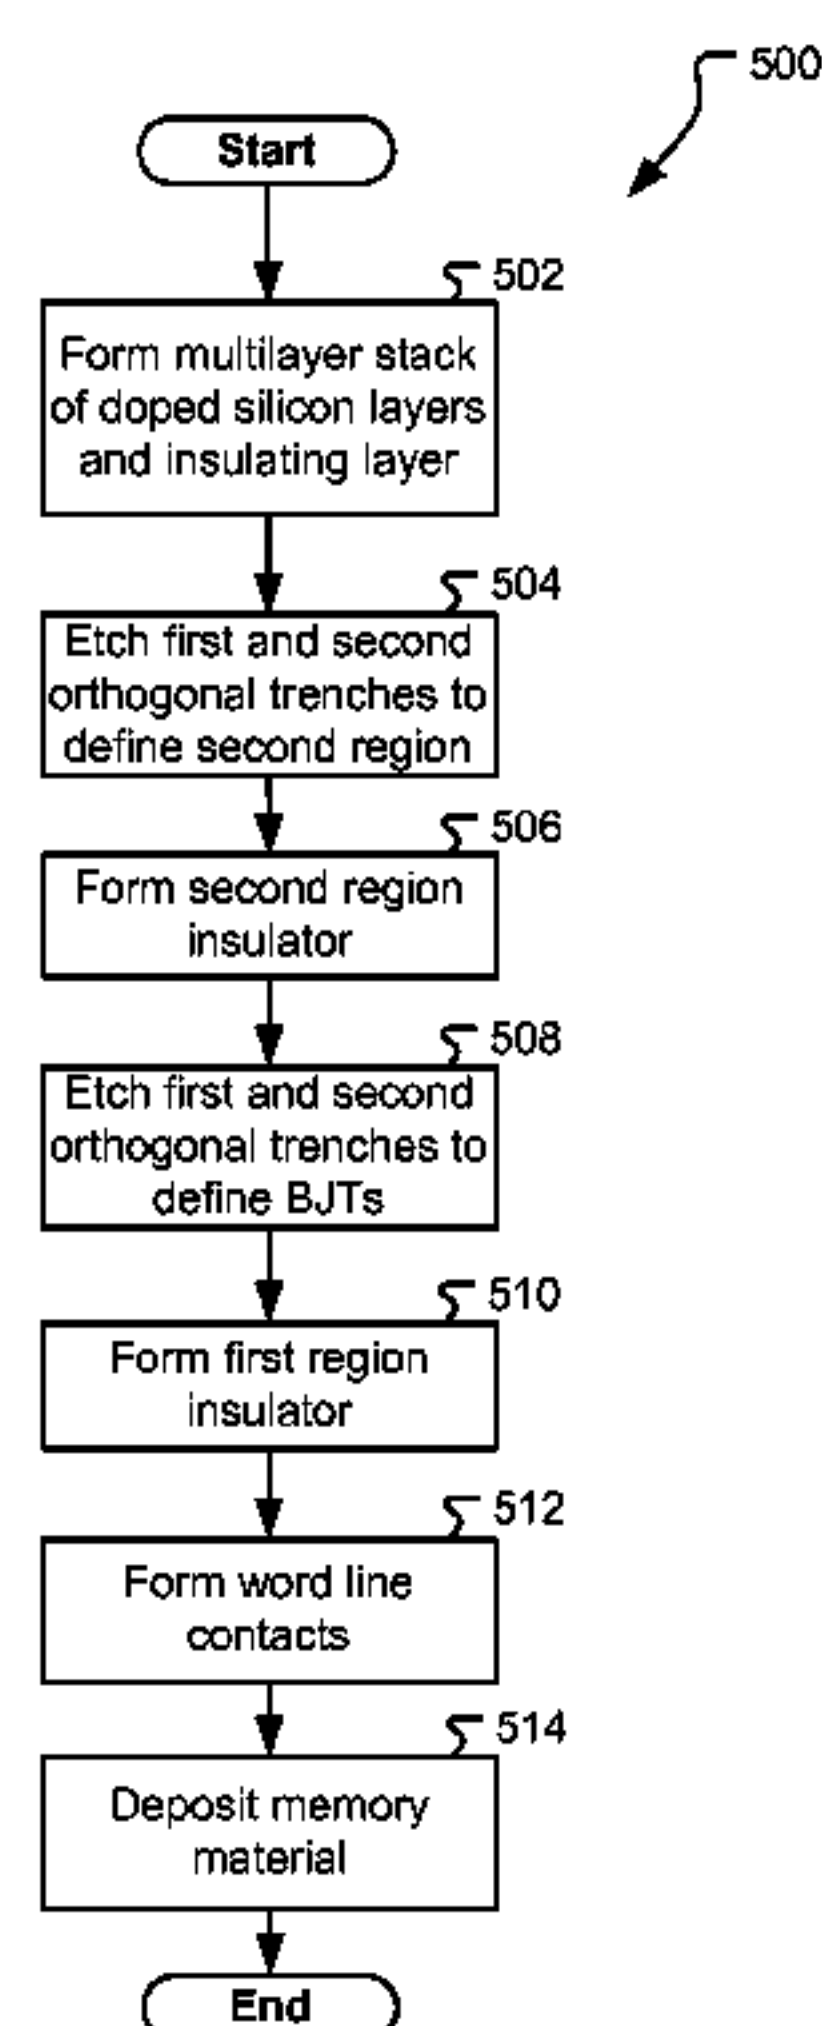 500
Start
502
Form multilayer stack
of doped silicon layers
and insulating layer
504
Etch first and second
orthogonal trenches to
define second region
506
Form second region
insulator
508
Etch first and second
orthogonal trenches to
define BJTs
510
Form first region
insulator
512
Form word line
contacts
514
Deposit memory
material
End